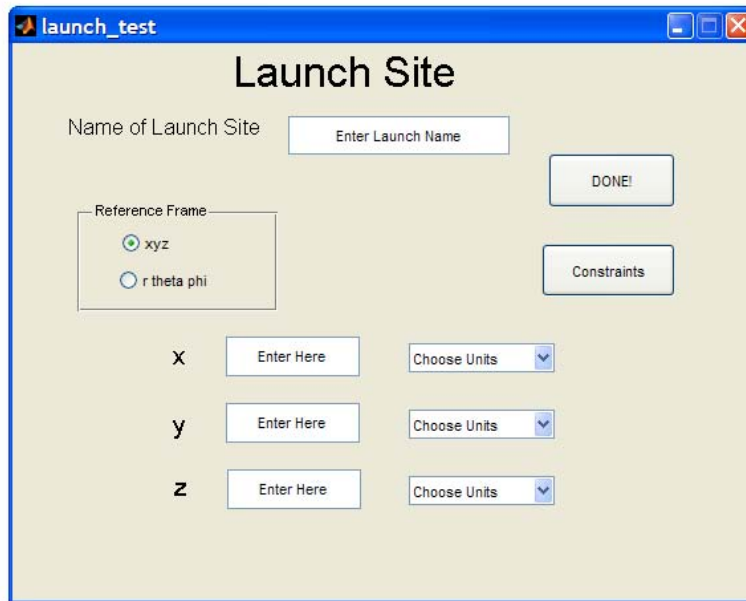 launch_test
Launch Site
Name of Launch Site Enter Launch Name
DONE!
Reference Frame
xyz
r theta phi
Constraints
x Enter Here Choose Units
y Enter Here Choose Units
z Enter Here Choose Units